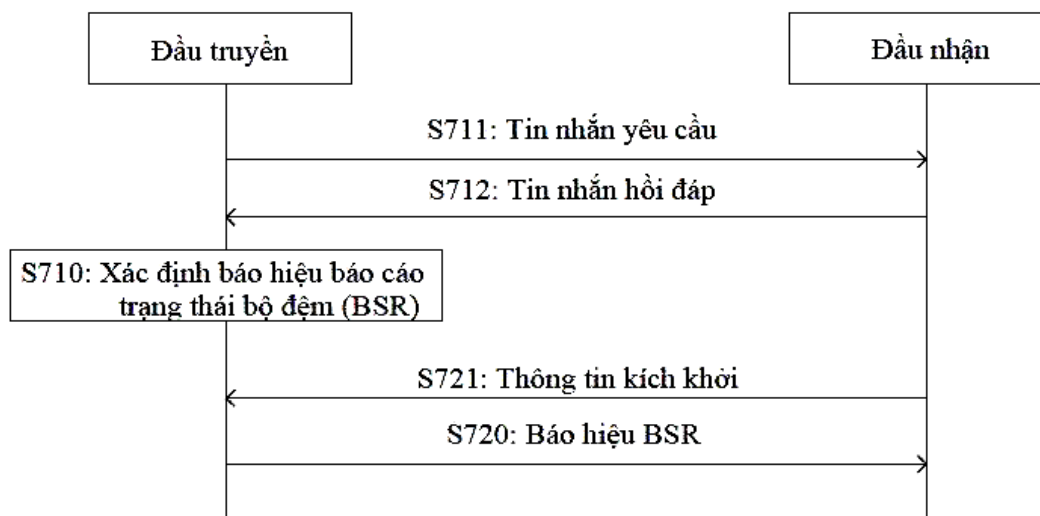 Đầu truyền
Đầu nhận
S711: Tin nhắn yêu cầu
S712: Tin nhắn hồi đáp
S710: Xác định báo hiệu báo cáo
trạng thái bộ đệm (BSR)
S721: Thông tin kích khởi
S720: Báo hiệu BSR